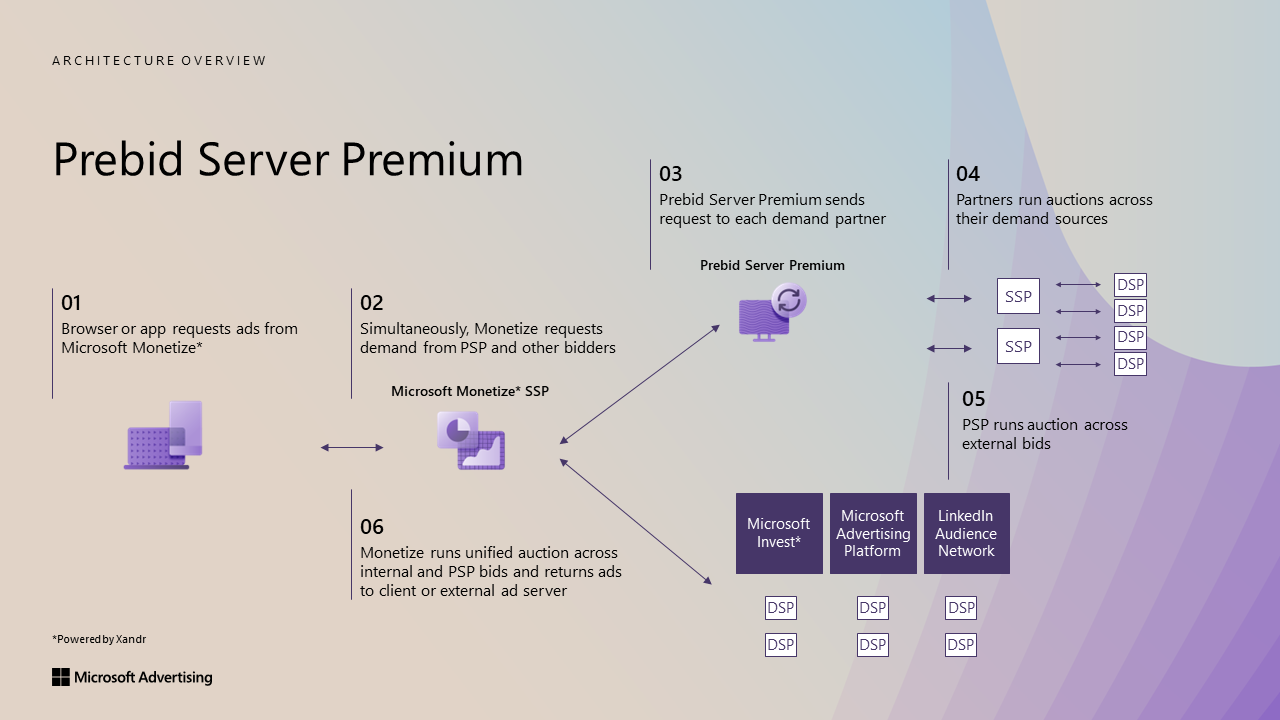 ARCHITECTURE OVERVIEW
Prebid Server Premium
01
Browser or app requests ads from
Microsoft Monetize*
02
Simultaneously, Monetize requests
demand from PSP and other bidders
Microsoft Monetize* SSP
03
Prebid Server Premium sends
request to each demand partner
Prebid Server Premium
04
Partners run auctions across
their demand sources
SSP
SSP
DSP
DSP
DSP
DSP
05
PSP runs auction across
external bids
Microsoft
Invest*
Microsoft
Advertising
Platform
LinkedIn
Audience
Network
DSP
DSP
DSP
DSP
DSP
DSP
06
Monetize runs unified auction across
internal and PSP bids and returns ads
to client or external ad server
*Powered by Xandr
Microsoft Advertising